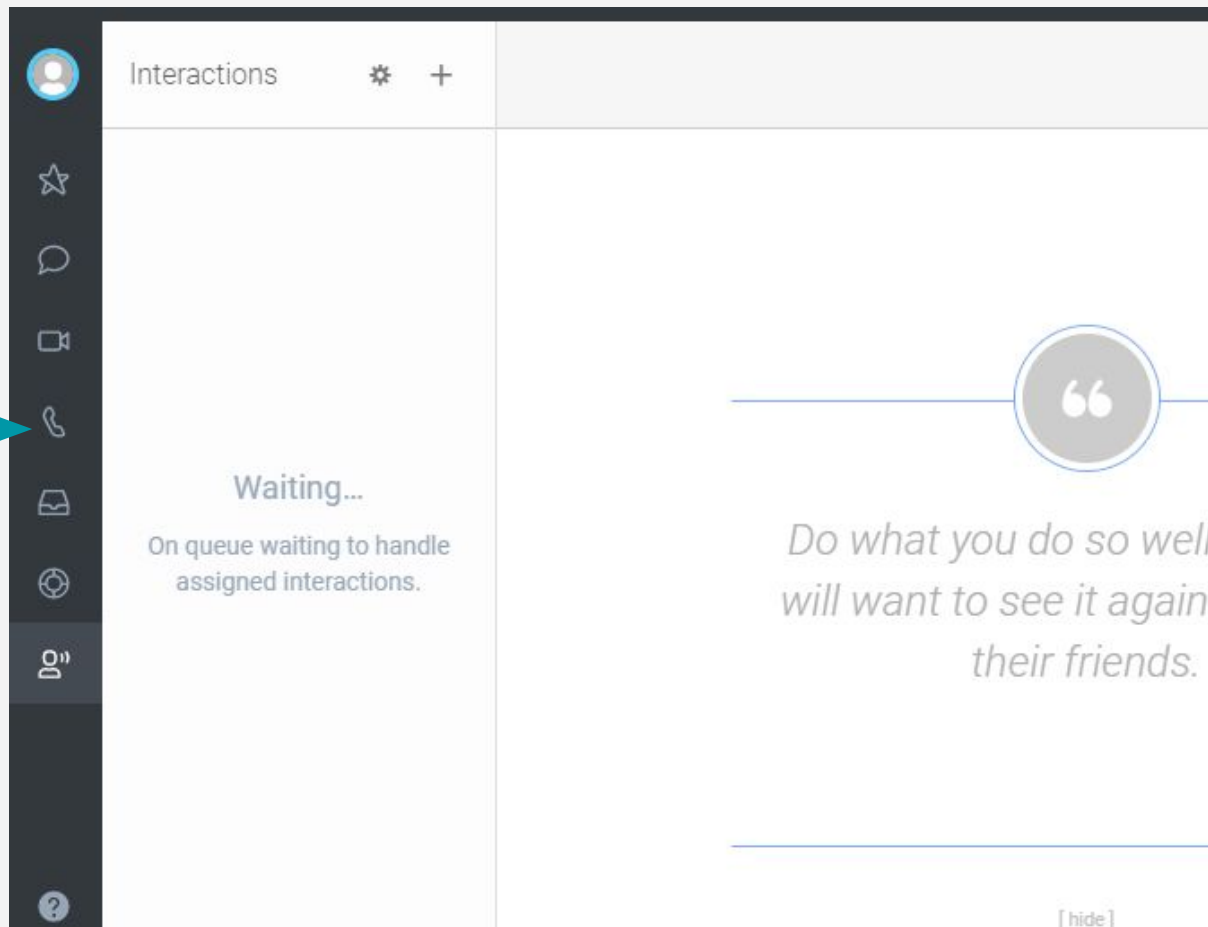 Interactions
Waiting...
On queue waiting to handle
assigned interactions.
Do what you do so well
will want to see it again
their friends.
[ hide ]